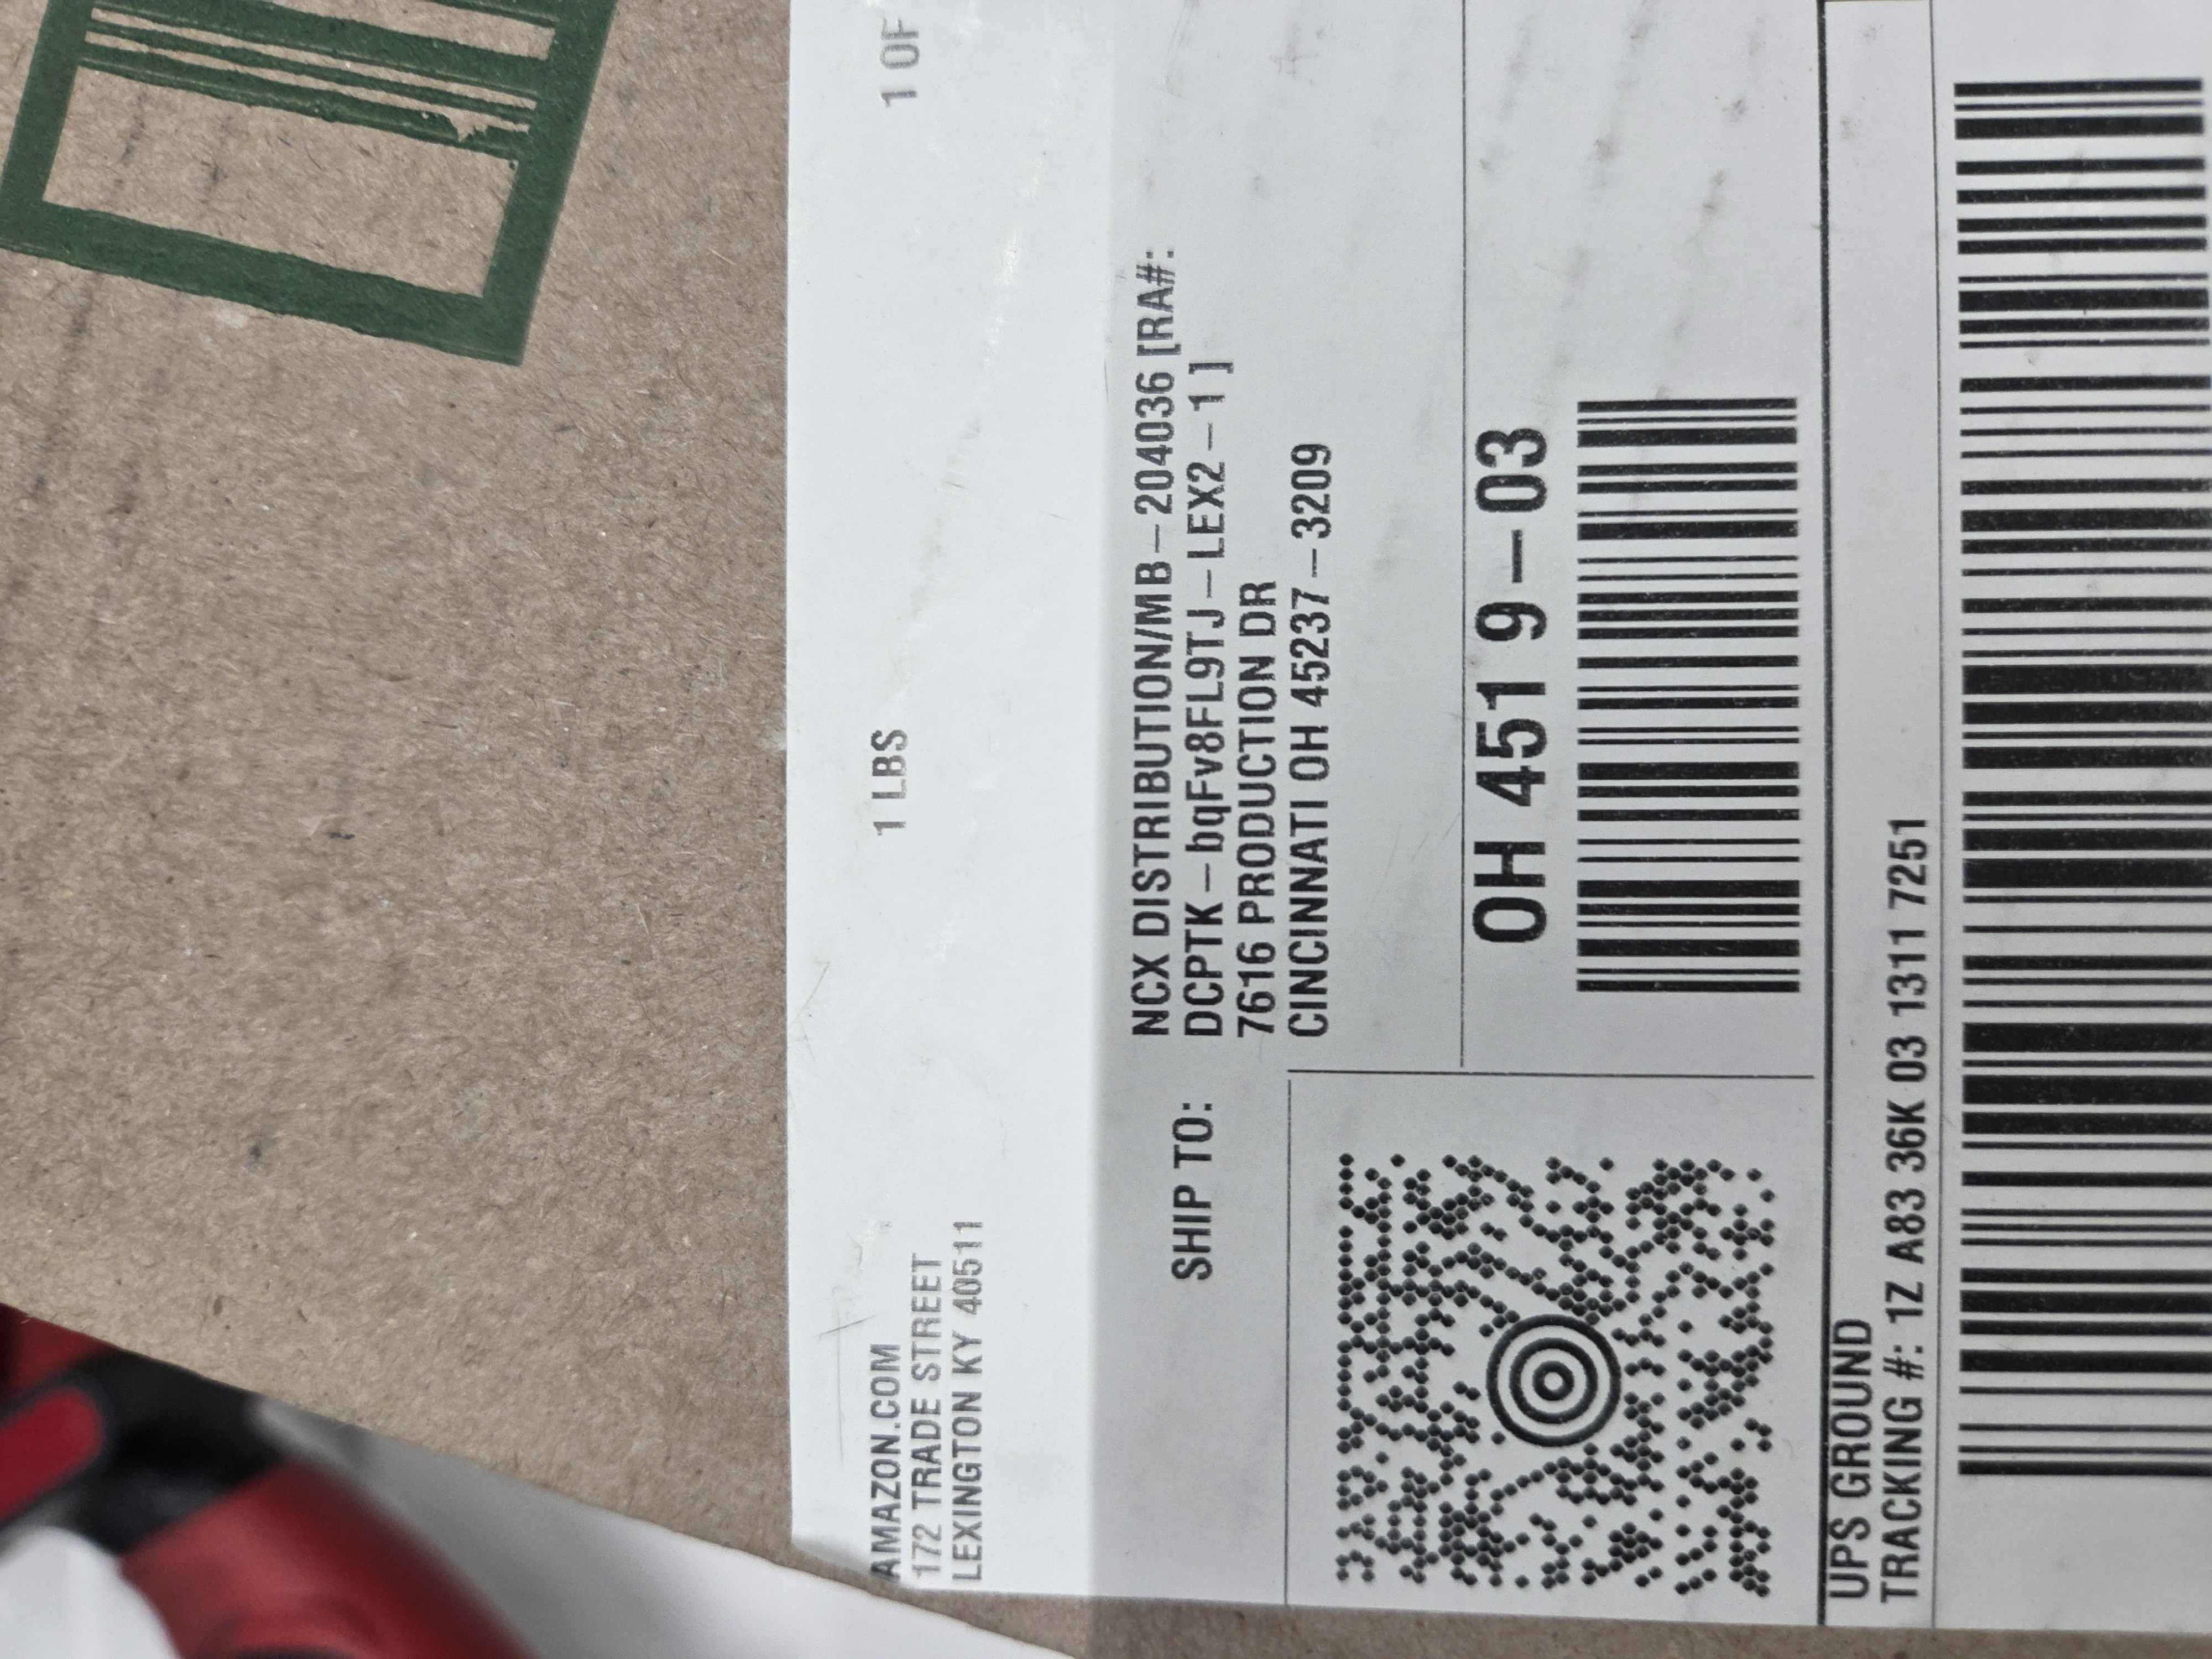 AMAZON.COM
172 TRADE STREET
LEXINGTON KY 40511
1 LBS
1 OF
SHIP TO:
NCX DISTRIBUTION/MB-204036 [RA#:
DCPTK-bqFv8FL9TJ-LEX2-1 ]
7616 PRODUCTION DR
CINCINNATI OH 45237-3209
OH 451 9-03
UPS GROUND
TRACKING #: 1Z A83 36K 03 1311 7251